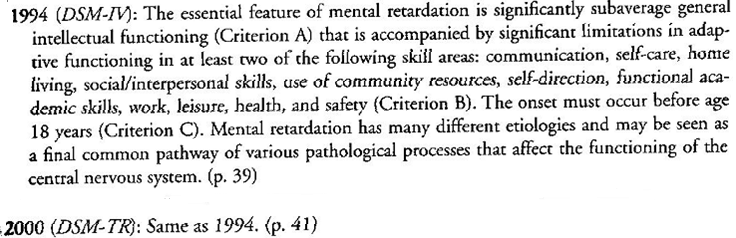 1994 (DSM-IV): The essential feature of mental retardation is significantly subaverage general
intellectual functioning (Criterion A) that is accompanied by significant limitations in adap-
tive functioning in at least two of the following skill areas: communication, self-care, home
living, social/interpersonal skills, use of community resources, self-direction, functional aca-
demic skills, work, leisure, health, and safety (Criterion B). The onset must occur before age
18 years (Criterion C). Mental retardation has many different etiologies and may be seen as
a final common pathway of various pathological processes that affect the functioning of the
central nervous system. (p. 39)
2000 (DSM-TR): Same as 1994. (p. 41)